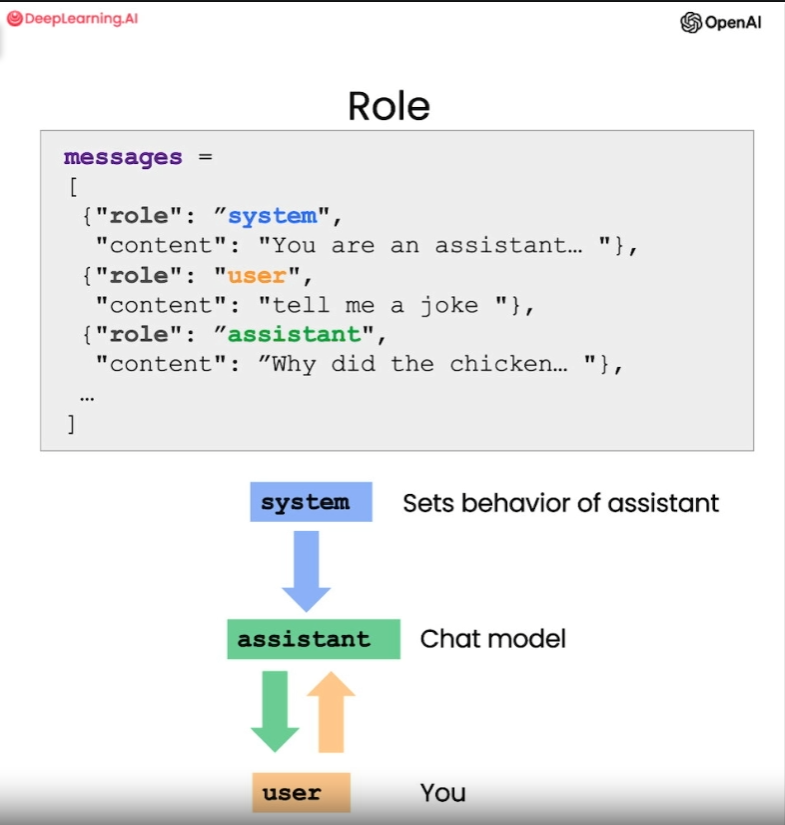 DeepLearning.AI
OpenAI
Role
messages =
[
{"role": ”system",
"content": "You are an assistant… "},
{"role": "user",
"content": "tell me a joke "},
{"role": ”assistant",
"content": ”Why did the chicken… "},
…
]
system Sets behavior of assistant
assistant Chat model
user You